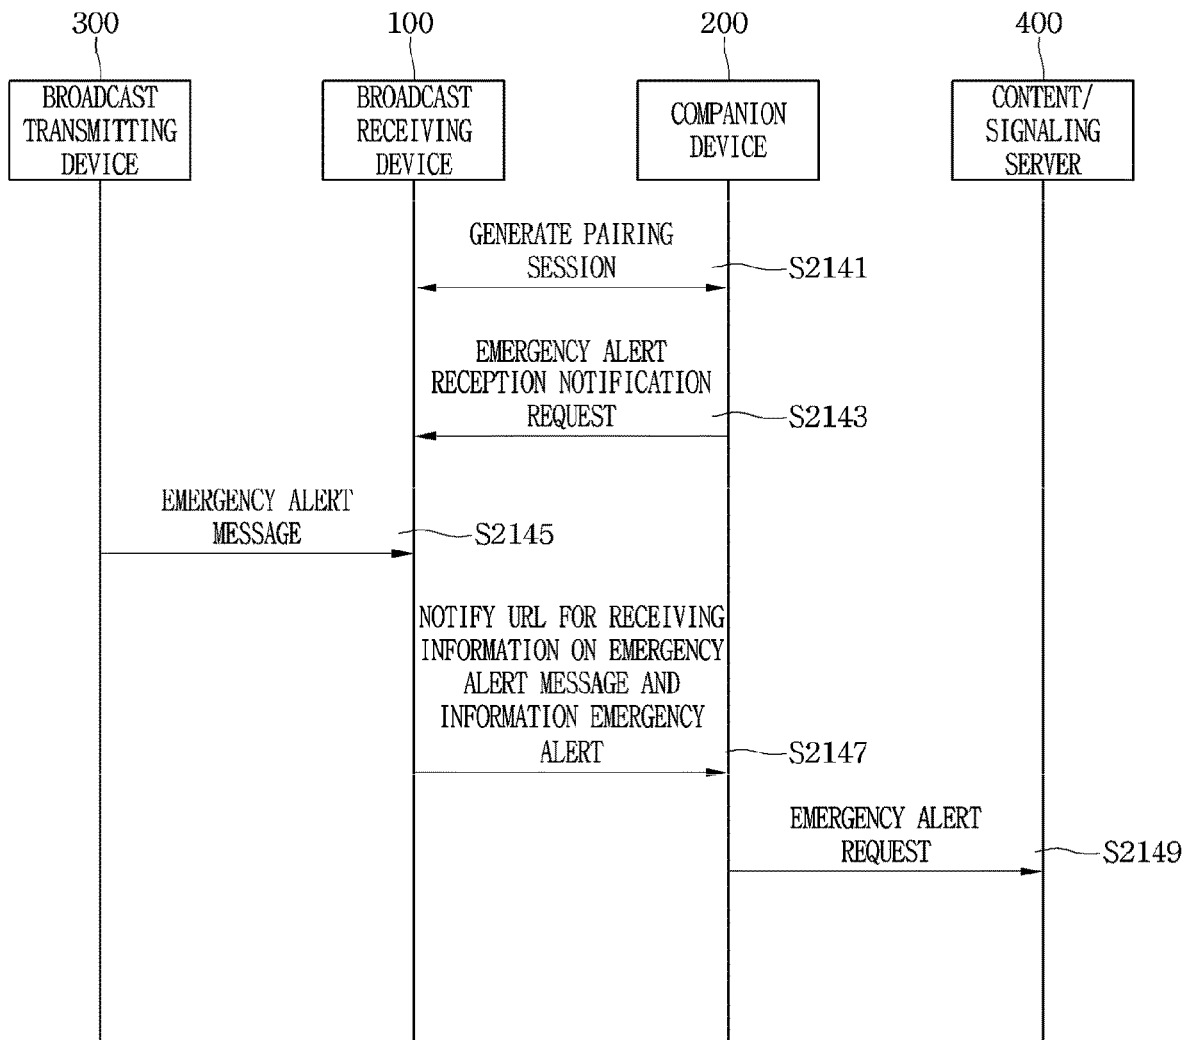 300
100
200
400
BROADCAST
TRANSMITTING
DEVICE
BROADCAST
RECEIVING
DEVICE
COMPANION
DEVICE
CONTENT/
SIGNALING
SERVER
GENERATE PAIRING
SESSION
S2141
EMERGENCY ALERT
RECEPTION NOTIFICATION
REQUEST
S2143
EMERGENCY ALERT
MESSAGE
S2145
NOTIFY URL FOR RECEIVING
INFORMATION ON EMERGENCY
ALERT MESSAGE AND
INFORMATION EMERGENCY
ALERT
S2147
EMERGENCY ALERT
REQUEST
S2149